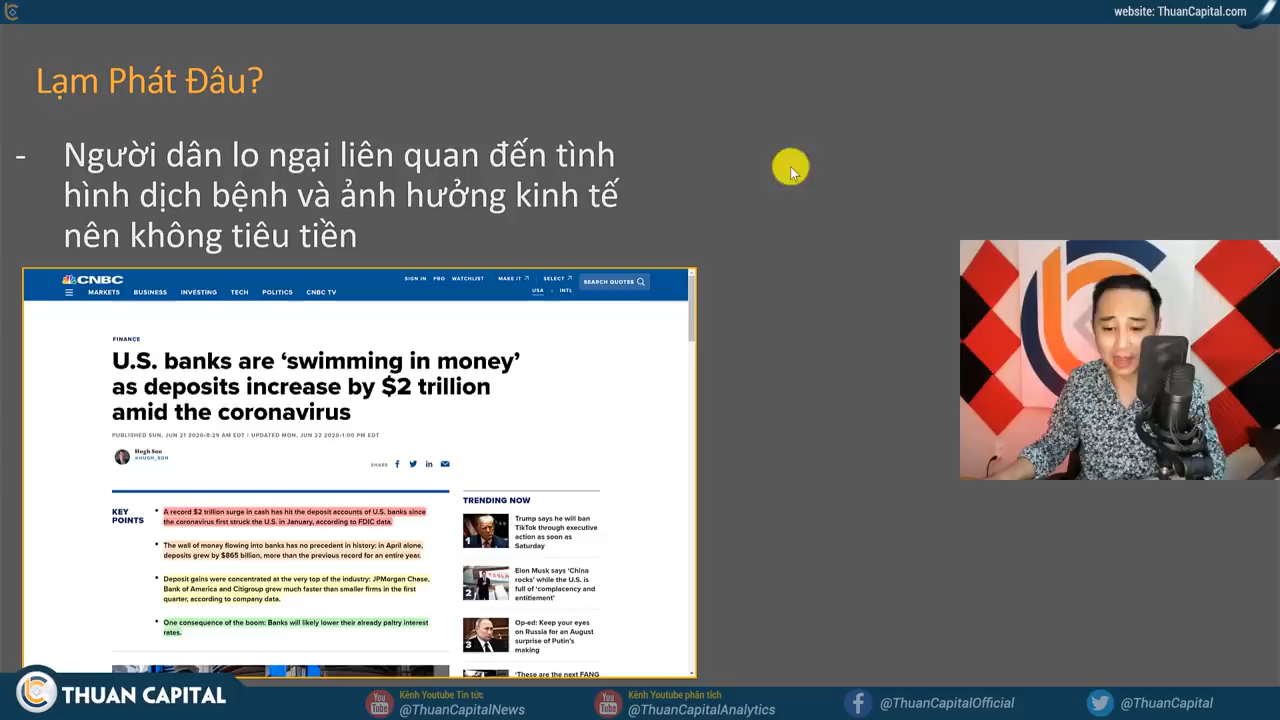 website: ThuanCapital.com
Lạm Phát Đâu?
- Người dân lo ngại liên quan đến tình
hình dịch bệnh và ảnh hưởng kinh tế
nên không tiêu tiền
CNBC
SIGN IN PRO WATCHLIST MAKE IT SELECT
USA • INTL
SEARCH QUOTES
MARKETS BUSINESS INVESTING TECH POLITICS CNBC TV
FINANCE
U.S. banks are ‘swimming in money’
as deposits increase by $2 trillion
amid the coronavirus
PUBLISHED SUN, JUN 21 2020•8:29 AM EDT | UPDATED MON, JUN 22 2020•1:00 PM EDT
Hugh Son
@HUGH_SON
SHARE
KEY
POINTS
• A record $2 trillion surge in cash has hit the deposit accounts of U.S. banks since
the coronavirus first struck the U.S. in January, according to FDIC data.
• The wall of money flowing into banks has no precedent in history: in April alone,
deposits grew by $865 billion, more than the previous record for an entire year.
• Deposit gains were concentrated at the very top of the industry: JPMorgan Chase,
Bank of America and Citigroup grew much faster than smaller firms in the first
quarter, according to company data.
• One consequence of the boom: Banks will likely lower their already paltry interest
rates.
TRENDING NOW
1
Trump says he will ban
TikTok through executive
action as soon as
Saturday
2
Elon Musk says ‘China
rocks’ while the U.S. is
full of ‘complacency and
entitlement’
3
Op-ed: Keep your eyes
on Russia for an August
surprise of Putin’s
making
‘These are the next FANG
THUAN CAPITAL
You Tube
Kênh Youtube Tin tức
@ThuanCapitalNews
You Tube
Kênh Youtube phân tích
@ThuanCapitalAnalytics
@ThuanCapitalOfficial
@ThuanCapital